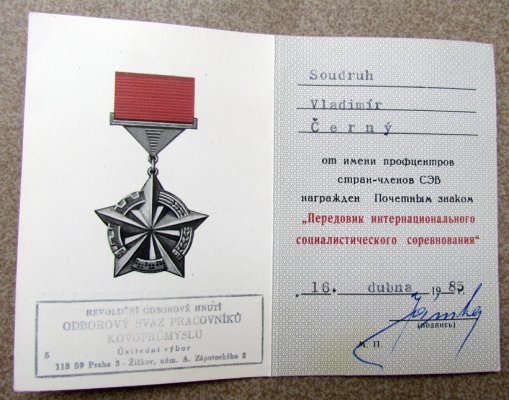 REVOLUČNÍ ODBOROVÉ HNUTÍ
ODBOROVÝ SVAZ PRACOVNÍKŮ
KOVOPRŮMYSLU
Ústřední výbor
5
118 59 Praha 3 - Žižkov, nám. A. Zápotockého 2
Soudruh
Vladimír
Černý
от имени профцентров
стран-членов СЭВ
награжден Почетным знаком
„Передовик интернационального
социалистического соревнования“
16. dubna 1985 г.
(подпись)
М. П.